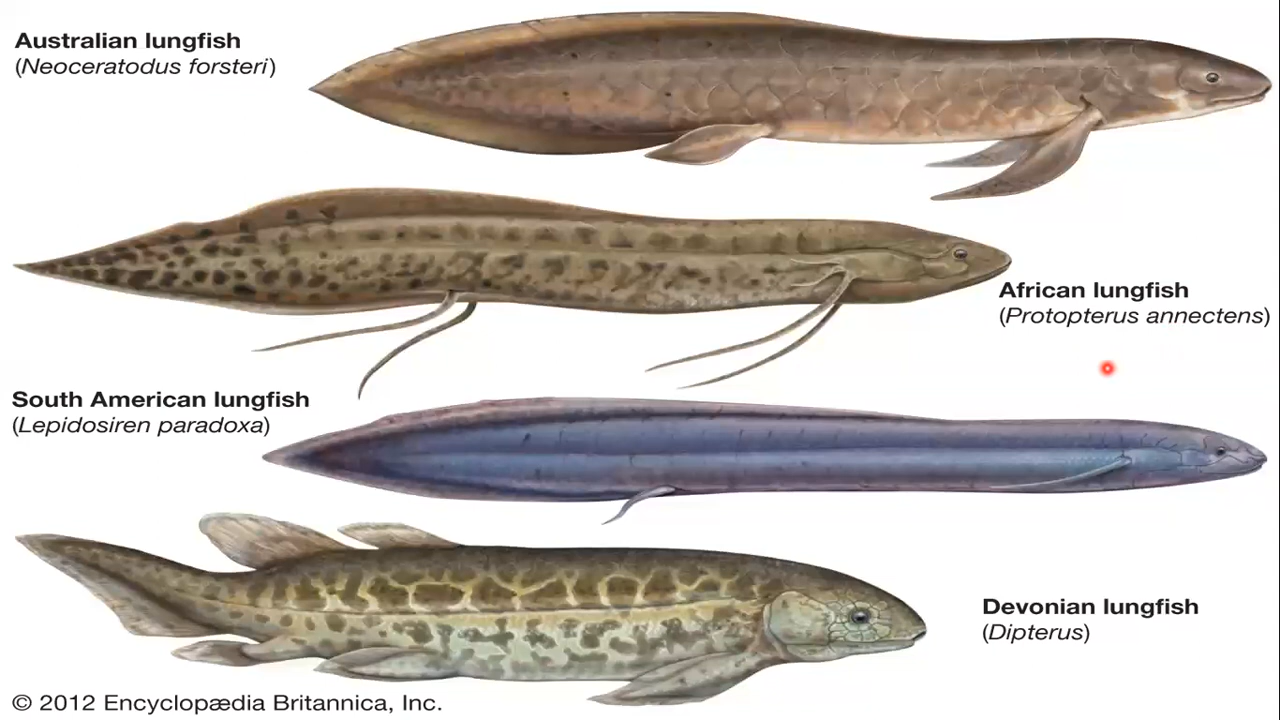 Australian lungfish
(Neoceratodus forsteri)
African lungfish
(Protopterus annectens)
South American lungfish
(Lepidosiren paradoxa)
Devonian lungfish
(Dipterus)
© 2012 Encyclopædia Britannica, Inc.